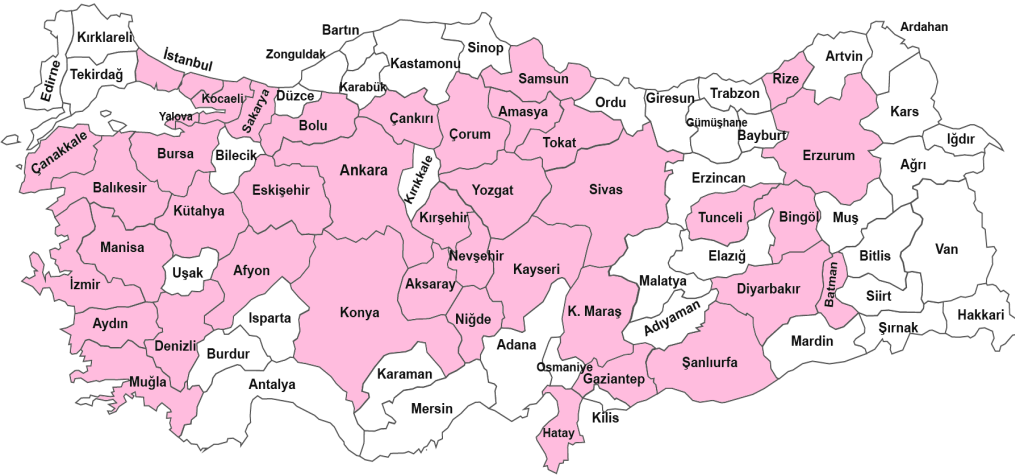 Ardahan
Bartın
Kırklareli
Sinop
Zonguldak
İstanbul
Artvin
Kastamonu
Edirne
Tekirdağ
Samsun
Rize
Karabük
Trabzon
Düzce
Kocaeli
Giresun
Ordu
Sakarya
Amasya
Kars
Yalova
Çankırı
Bolu
Gümüşhane
Çorum
Bayburt
Iğdır
Tokat
Çanakkale
Bursa
Bilecik
Erzurum
Ankara
Ağrı
Kırıkkale
Erzincan
Balıkesir
Eskişehir
Yozgat
Sivas
Kütahya
Kırşehir
Tunceli
Bingöl
Muş
Manisa
Van
Nevşehir
Elazığ
Bitlis
Uşak
Afyon
Kayseri
İzmir
Aksaray
Malatya
Diyarbakır
Batman
Siirt
K. Maraş
Konya
Isparta
Niğde
Adıyaman
Hakkari
Aydın
Şırnak
Mardin
Denizli
Adana
Burdur
Şanlıurfa
Osmaniye
Karaman
Gaziantep
Muğla
Antalya
Mersin
Kilis
Hatay